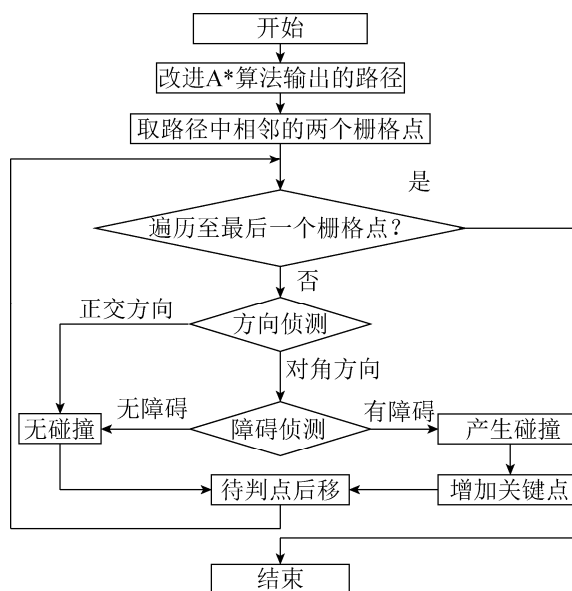 开始
改进A*算法输出的路径
取路径中相邻的两个栅格点
是
遍历至最后一个栅格点？
否
正交方向
方向侦测
对角方向
无障碍
有障碍
无碰撞
障碍侦测
产生碰撞
待判点后移
增加关键点
结束